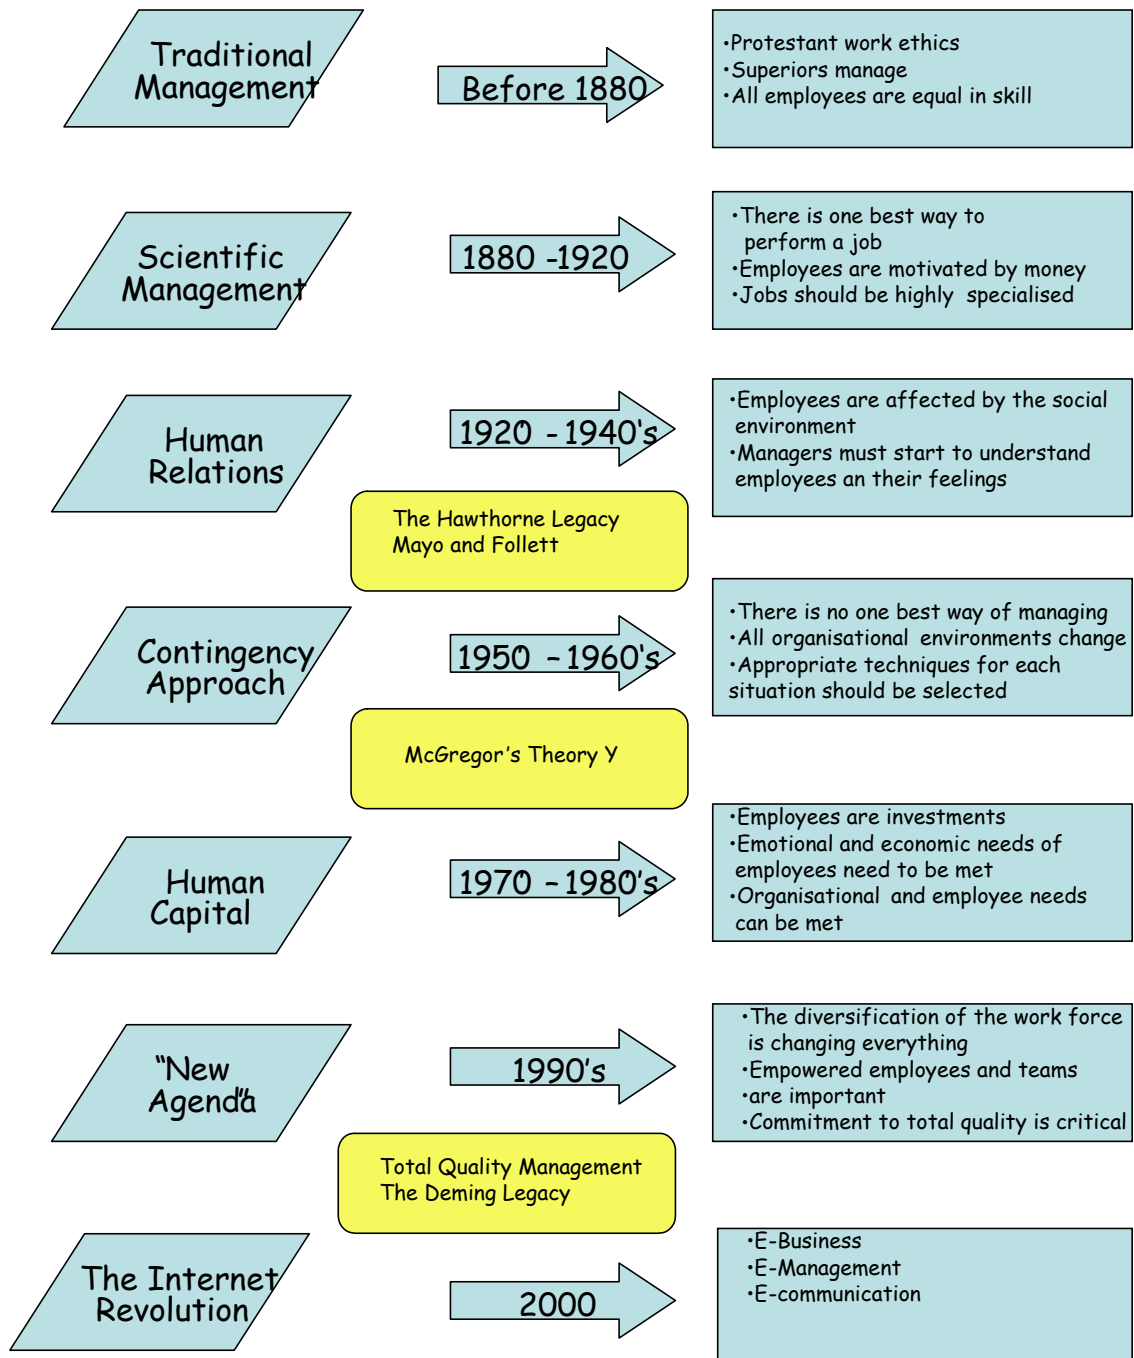 Traditional
Management
Before 1880
•Protestant work ethics
•Superiors manage
•All employees are equal in skill
Scientific
Management
1880 -1920
•There is one best way to
perform a job
•Employees are motivated by money
•Jobs should be highly specialised
Human
Relations
1920' - 1940's
•Employees are affected by the social
environment
•Managers must start to understand
employees an their feelings
The Hawthorne Legacy
Mayo and Follett
Contingency
Approach
1950' – 1960's
•There is no one best way of managing
•All organisational environments change
•Appropriate techniques for each
situation should be selected
McGregor's Theory Y
Human
Capital
1970' – 1980's
•Employees are investments
•Emotional and economic needs of
employees need to be met
•Organisational and employee needs
can be met
"New
Agenda"
1990's
•The diversification of the work force
is changing everything
•Empowered employees and teams
•are important
•Commitment to total quality is critical
Total Quality Management
The Deming Legacy
The Internet
Revolution
2000
•E-Business
•E-Management
•E-communication